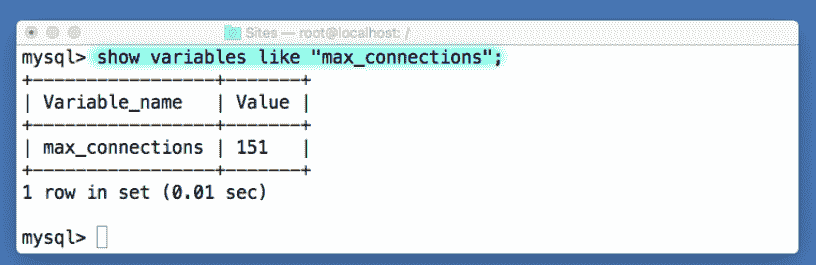 Sites — root@localhost: /
mysql> show variables like "max_connections";
+-----------------+-------+
| Variable_name   | Value |
+-----------------+-------+
| max_connections | 151   |
+-----------------+-------+
1 row in set (0.01 sec)
mysql>